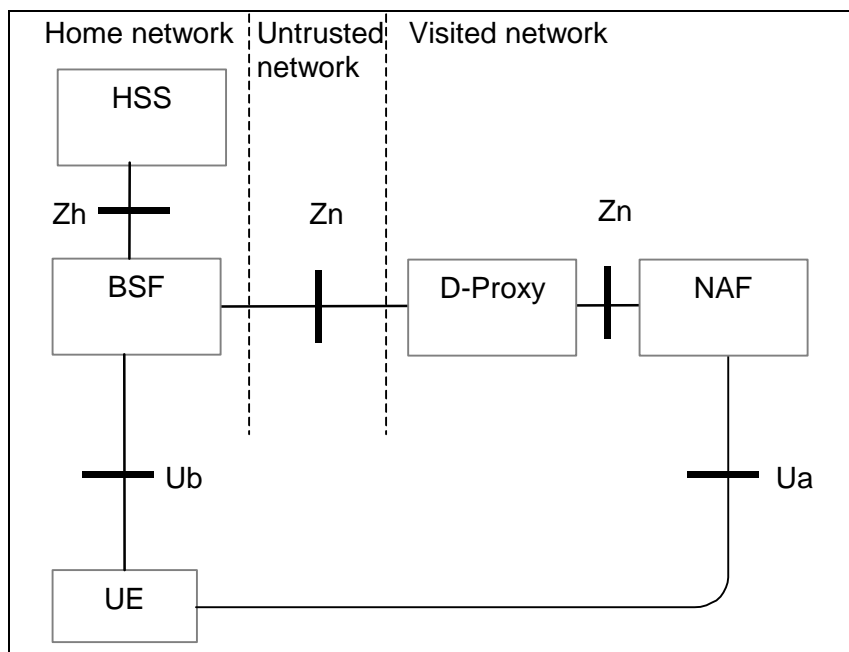 Home network
Untrusted
network
Visited network
HSS
Zh
Zn
Zn
BSF
D-Proxy
NAF
Ub
Ua
UE